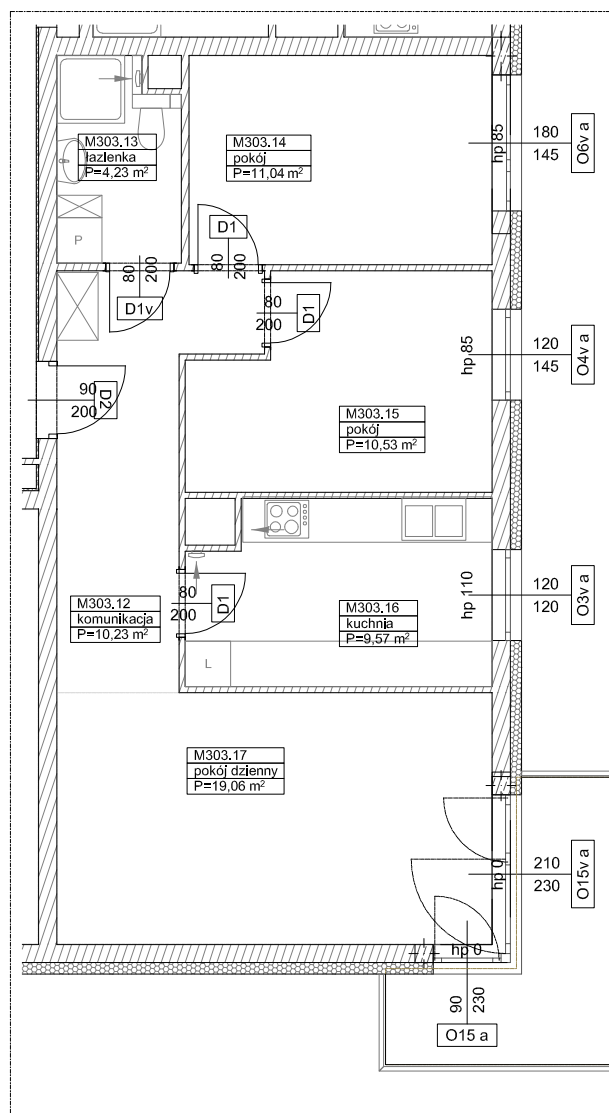 M303.13
łazienka
P=4,23 m²
M303.14
pokój
P=11,04 m²
hp 85
180
145
O6v a
P
D1
80
200
80
200
D1v
80
200
D1
hp 85
120
145
O4v a
90
200
D2
M303.15
pokój
P=10,53 m²
80
200
D1
hp 110
120
120
O3v a
M303.12
komunikacja
P=10,23 m²
M303.16
kuchnia
P=9,57 m²
L
M303.17
pokój dzienny
P=19,06 m²
hp 0
210
230
O15v a
hp 0
90
230
O15 a